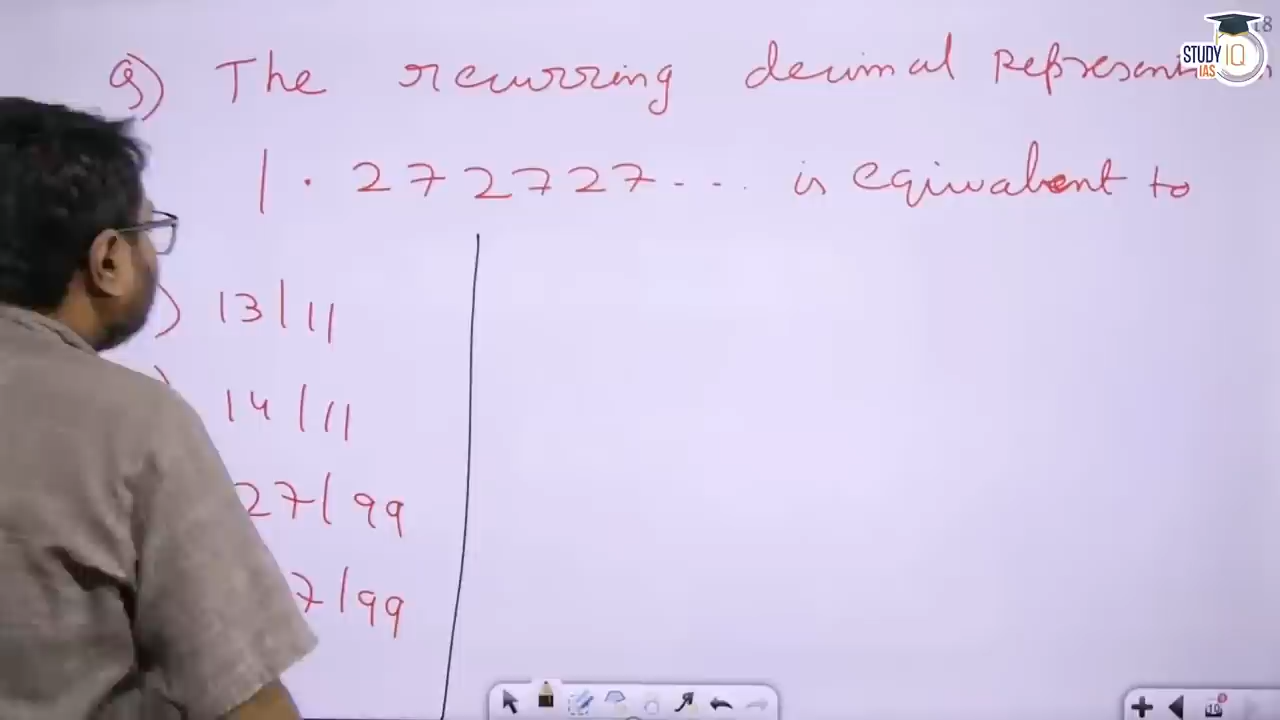 Q) The recurring decimal representation
1.272727... is equivalent to
) 13/11
) 14/11
27/99
7/99
STUDY IQ
IAS
18